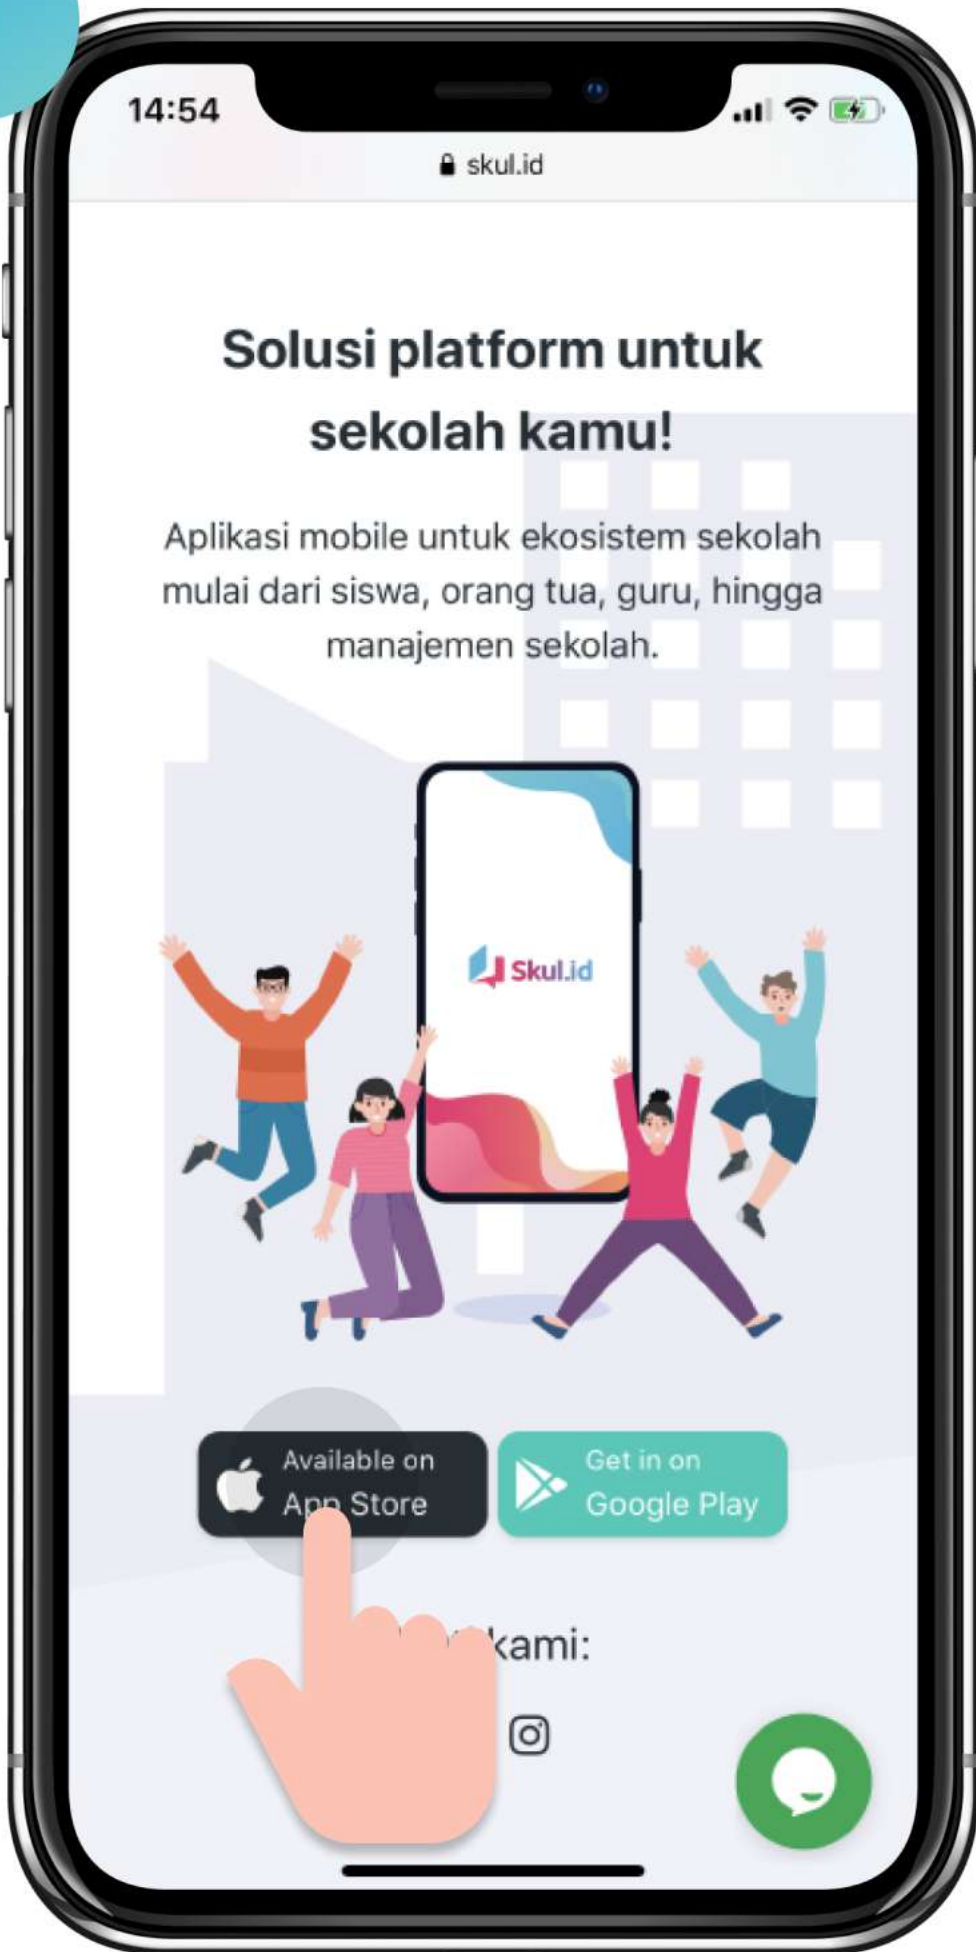 14:54
skul.id
Solusi platform untuk
sekolah kamu!
Aplikasi mobile untuk ekosistem sekolah
mulai dari siswa, orang tua, guru, hingga
manajemen sekolah.
Skul.id
Available on
App Store
Get in on
Google Play
kami: